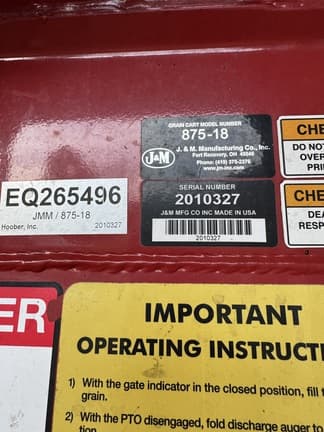 GRAIN CART MODEL NUMBER
875-18
J&M
J. & M. Manufacturing Co., Inc.
Fort Recovery, OH 45846
Phone: (419) 375-2376
www.jm-inc.com
SERIAL NUMBER
2010327
J&M MFG CO INC MADE IN USA
2010327
EQ265496
JMM / 875-18
Hoober, Inc.
2010327
CHE
DO NOT
OVER
PRI
CHE
DEA
RESP
ER
IMPORTANT
OPERATING INSTRUCTI
1) With the gate indicator in the closed position, fill
grain.
2) With the PTO disengaged, fold discharge auger to
tion